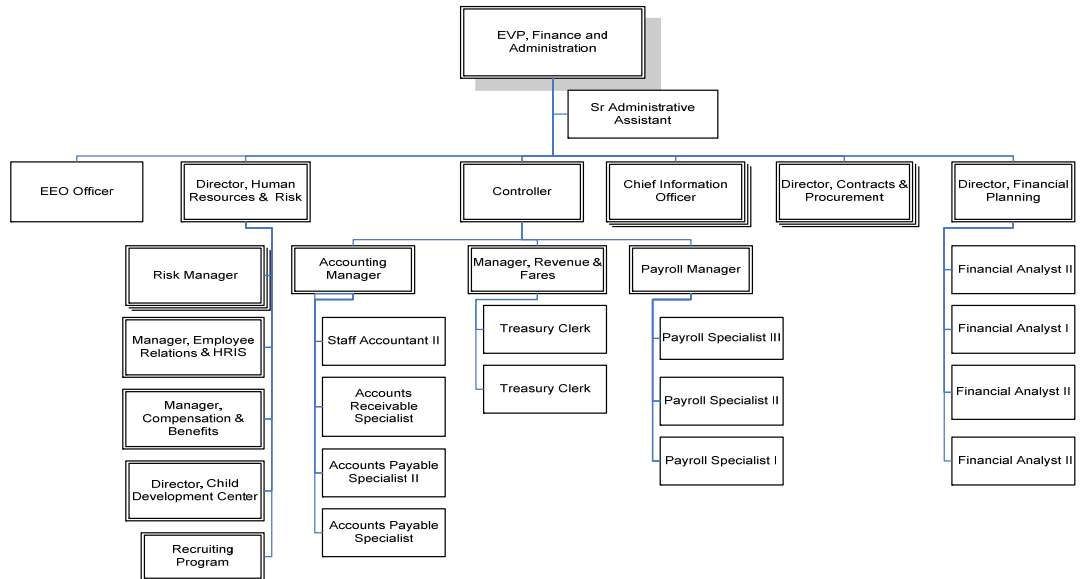 EVP, Finance and
Administration
Sr Administrative
Assistant
EEO Officer
Director, Human
Resources & Risk
Controller
Chief Information
Officer
Director, Contracts &
Procurement
Director, Financial
Planning
Risk Manager
Manager, Employee
Relations & HRIS
Manager,
Compensation &
Benefits
Director, Child
Development Center
Recruiting
Program
Accounting
Manager
Staff Accountant II
Accounts
Receivable
Specialist
Accounts Payable
Specialist II
Accounts Payable
Specialist
Manager, Revenue &
Fares
Treasury Clerk
Treasury Clerk
Payroll Manager
Payroll Specialist III
Payroll Specialist II
Payroll Specialist I
Financial Analyst II
Financial Analyst I
Financial Analyst II
Financial Analyst II